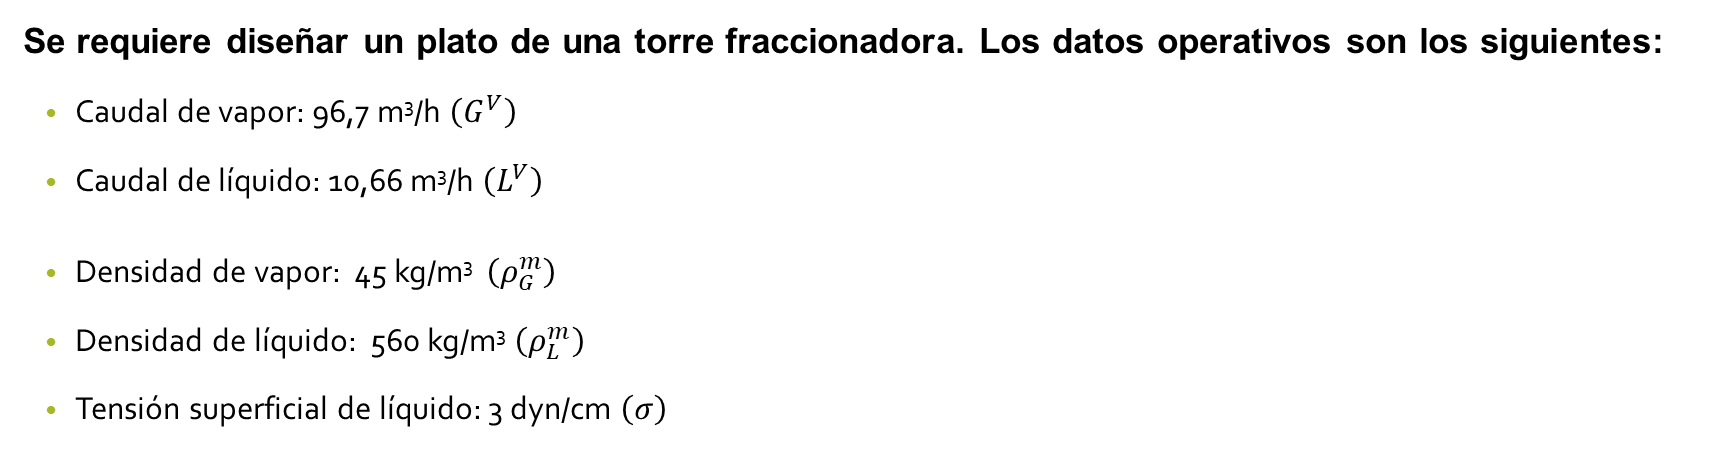 Se requiere diseñar un plato de una torre fraccionadora. Los datos operativos son los siguientes:
• Caudal de vapor: 96,7 m³/h (G^V)
• Caudal de líquido: 10,66 m³/h (L^V)
• Densidad de vapor: 45 kg/m³ (ρ_G^m)
• Densidad de líquido: 560 kg/m³ (ρ_L^m)
• Tensión superficial de líquido: 3 dyn/cm (σ)